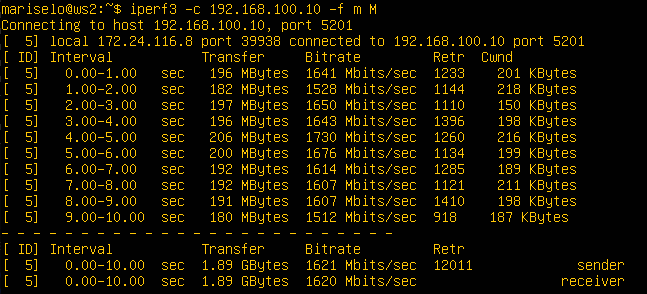 mariselo@ws2:~$ iperf3 -c 192.168.100.10 -f m M
Connecting to host 192.168.100.10, port 5201
[  5] local 172.24.116.8 port 39938 connected to 192.168.100.10 port 5201
[ ID] Interval           Transfer     Bitrate         Retr  Cwnd
[  5]   0.00-1.00   sec   196 MBytes  1641 Mbits/sec  1233    201 KBytes
[  5]   1.00-2.00   sec   182 MBytes  1528 Mbits/sec  1144    218 KBytes
[  5]   2.00-3.00   sec   197 MBytes  1650 Mbits/sec  1110    150 KBytes
[  5]   3.00-4.00   sec   196 MBytes  1643 Mbits/sec  1396    198 KBytes
[  5]   4.00-5.00   sec   206 MBytes  1730 Mbits/sec  1260    216 KBytes
[  5]   5.00-6.00   sec   200 MBytes  1676 Mbits/sec  1134    199 KBytes
[  5]   6.00-7.00   sec   192 MBytes  1614 Mbits/sec  1285    189 KBytes
[  5]   7.00-8.00   sec   192 MBytes  1607 Mbits/sec  1121    211 KBytes
[  5]   8.00-9.00   sec   191 MBytes  1607 Mbits/sec  1410    198 KBytes
[  5]   9.00-10.00  sec   180 MBytes  1512 Mbits/sec  918    187 KBytes
- - - - - - - - - - - - - - - - - - - - - - - - -
[ ID] Interval           Transfer     Bitrate         Retr
[  5]   0.00-10.00  sec  1.89 GBytes  1621 Mbits/sec  12011             sender
[  5]   0.00-10.00  sec  1.89 GBytes  1620 Mbits/sec                  receiver